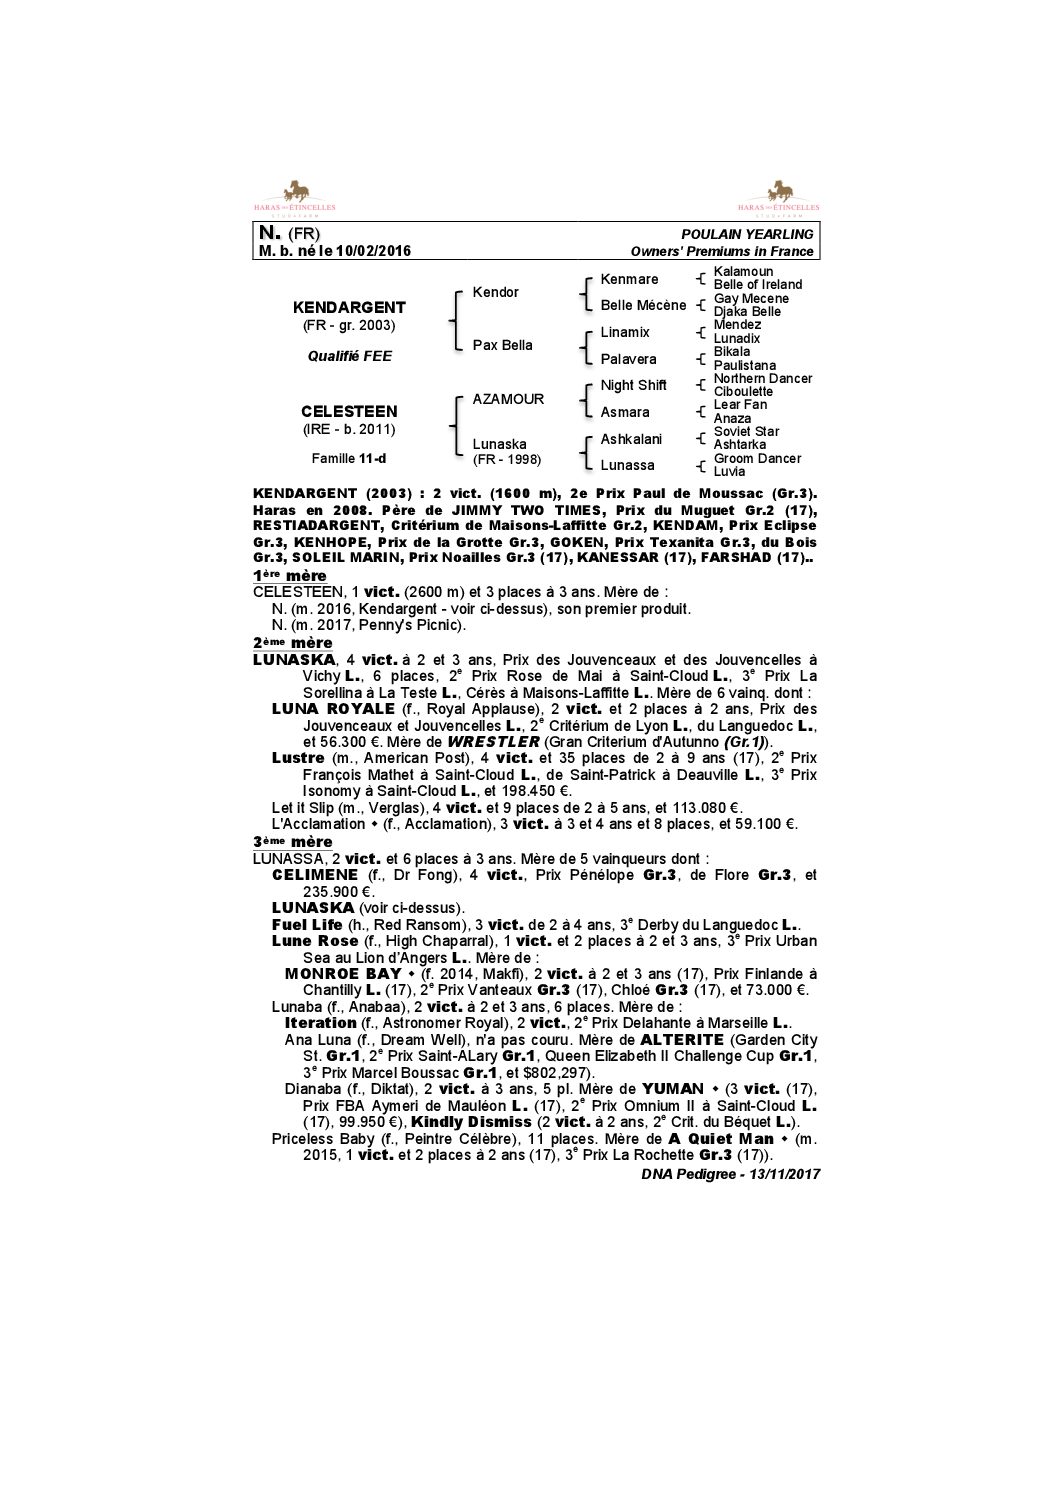 HARAS DES ÉTINCELLES
STUDFARM
HARAS DES ÉTINCELLES
STUDFARM
N. (FR)
POULAIN YEARLING
M. b. né le 10/02/2016
Owners' Premiums in France
KENDARGENT
(FR - gr. 2003)
Qualifié FEE
CELESTEEN
(IRE - b. 2011)
Famille 11-d
Kendor
Pax Bella
AZAMOUR
Lunaska
(FR - 1998)
Kenmare
Belle Mécène
Linamix
Palavera
Night Shift
Asmara
Ashkalani
Lunassa
Kalamoun
Belle of Ireland
Gay Mecene
Djaka Belle
Mendez
Lunadix
Bikala
Paulistana
Northern Dancer
Ciboulette
Lear Fan
Anaza
Soviet Star
Ashtarka
Groom Dancer
Luvia
KENDARGENT (2003) : 2 vict. (1600 m), 2e Prix Paul de Moussac (Gr.3).
Haras en 2008. Père de JIMMY TWO TIMES, Prix du Muguet Gr.2 (17),
RESTIADARGENT, Critérium de Maisons-Laffitte Gr.2, KENDAM, Prix Eclipse
Gr.3, KENHOPE, Prix de la Grotte Gr.3, GOKEN, Prix Texanita Gr.3, du Bois
Gr.3, SOLEIL MARIN, Prix Noailles Gr.3 (17), KANESSAR (17), FARSHAD (17)..
1ère mère
CELESTEEN, 1 vict. (2600 m) et 3 places à 3 ans. Mère de :
N. (m. 2016, Kendargent - voir ci-dessus), son premier produit.
N. (m. 2017, Penny's Picnic).
2ème mère
LUNASKA, 4 vict. à 2 et 3 ans, Prix des Jouvenceaux et des Jouvencelles à
Vichy L., 6 places, 2e Prix Rose de Mai à Saint-Cloud L., 3e Prix La
Sorellina à La Teste L., Cérès à Maisons-Laffitte L.. Mère de 6 vainq. dont :
LUNA ROYALE (f., Royal Applause), 2 vict. et 2 places à 2 ans, Prix des
Jouvenceaux et Jouvencelles L., 2e Critérium de Lyon L., du Languedoc L.,
et 56.300 €. Mère de WRESTLER (Gran Criterium d'Autunno (Gr.1)).
Lustre (m., American Post), 4 vict. et 35 places de 2 à 9 ans (17), 2e Prix
François Mathet à Saint-Cloud L., de Saint-Patrick à Deauville L., 3e Prix
Isonomy à Saint-Cloud L., et 198.450 €.
Let it Slip (m., Verglas), 4 vict. et 9 places de 2 à 5 ans, et 113.080 €.
L'Acclamation ♦ (f., Acclamation), 3 vict. à 3 et 4 ans et 8 places, et 59.100 €.
3ème mère
LUNASSA, 2 vict. et 6 places à 3 ans. Mère de 5 vainqueurs dont :
CELIMENE (f., Dr Fong), 4 vict., Prix Pénélope Gr.3, de Flore Gr.3, et
235.900 €.
LUNASKA (voir ci-dessus).
Fuel Life (h., Red Ransom), 3 vict. de 2 à 4 ans, 3e Derby du Languedoc L..
Lune Rose (f., High Chaparral), 1 vict. et 2 places à 2 et 3 ans, 3e Prix Urban
Sea au Lion d'Angers L.. Mère de :
MONROE BAY ♦ (f. 2014, Makfi), 2 vict. à 2 et 3 ans (17), Prix Finlande à
Chantilly L. (17), 2e Prix Vanteaux Gr.3 (17), Chloé Gr.3 (17), et 73.000 €.
Lunaba (f., Anabaa), 2 vict. à 2 et 3 ans, 6 places. Mère de :
Iteration (f., Astronomer Royal), 2 vict., 2e Prix Delahante à Marseille L..
Ana Luna (f., Dream Well), n'a pas couru. Mère de ALTERITE (Garden City
St. Gr.1, 2e Prix Saint-ALary Gr.1, Queen Elizabeth II Challenge Cup Gr.1,
3e Prix Marcel Boussac Gr.1, et $802,297).
Dianaba (f., Diktat), 2 vict. à 3 ans, 5 pl. Mère de YUMAN ♦ (3 vict. (17),
Prix FBA Aymeri de Mauléon L. (17), 2e Prix Omnium II à Saint-Cloud L.
(17), 99.950 €), Kindly Dismiss (2 vict. à 2 ans, 2e Crit. du Béquet L.).
Priceless Baby (f., Peintre Célèbre), 11 places. Mère de A Quiet Man ♦ (m.
2015, 1 vict. et 2 places à 2 ans (17), 3e Prix La Rochette Gr.3 (17)).
DNA Pedigree - 13/11/2017